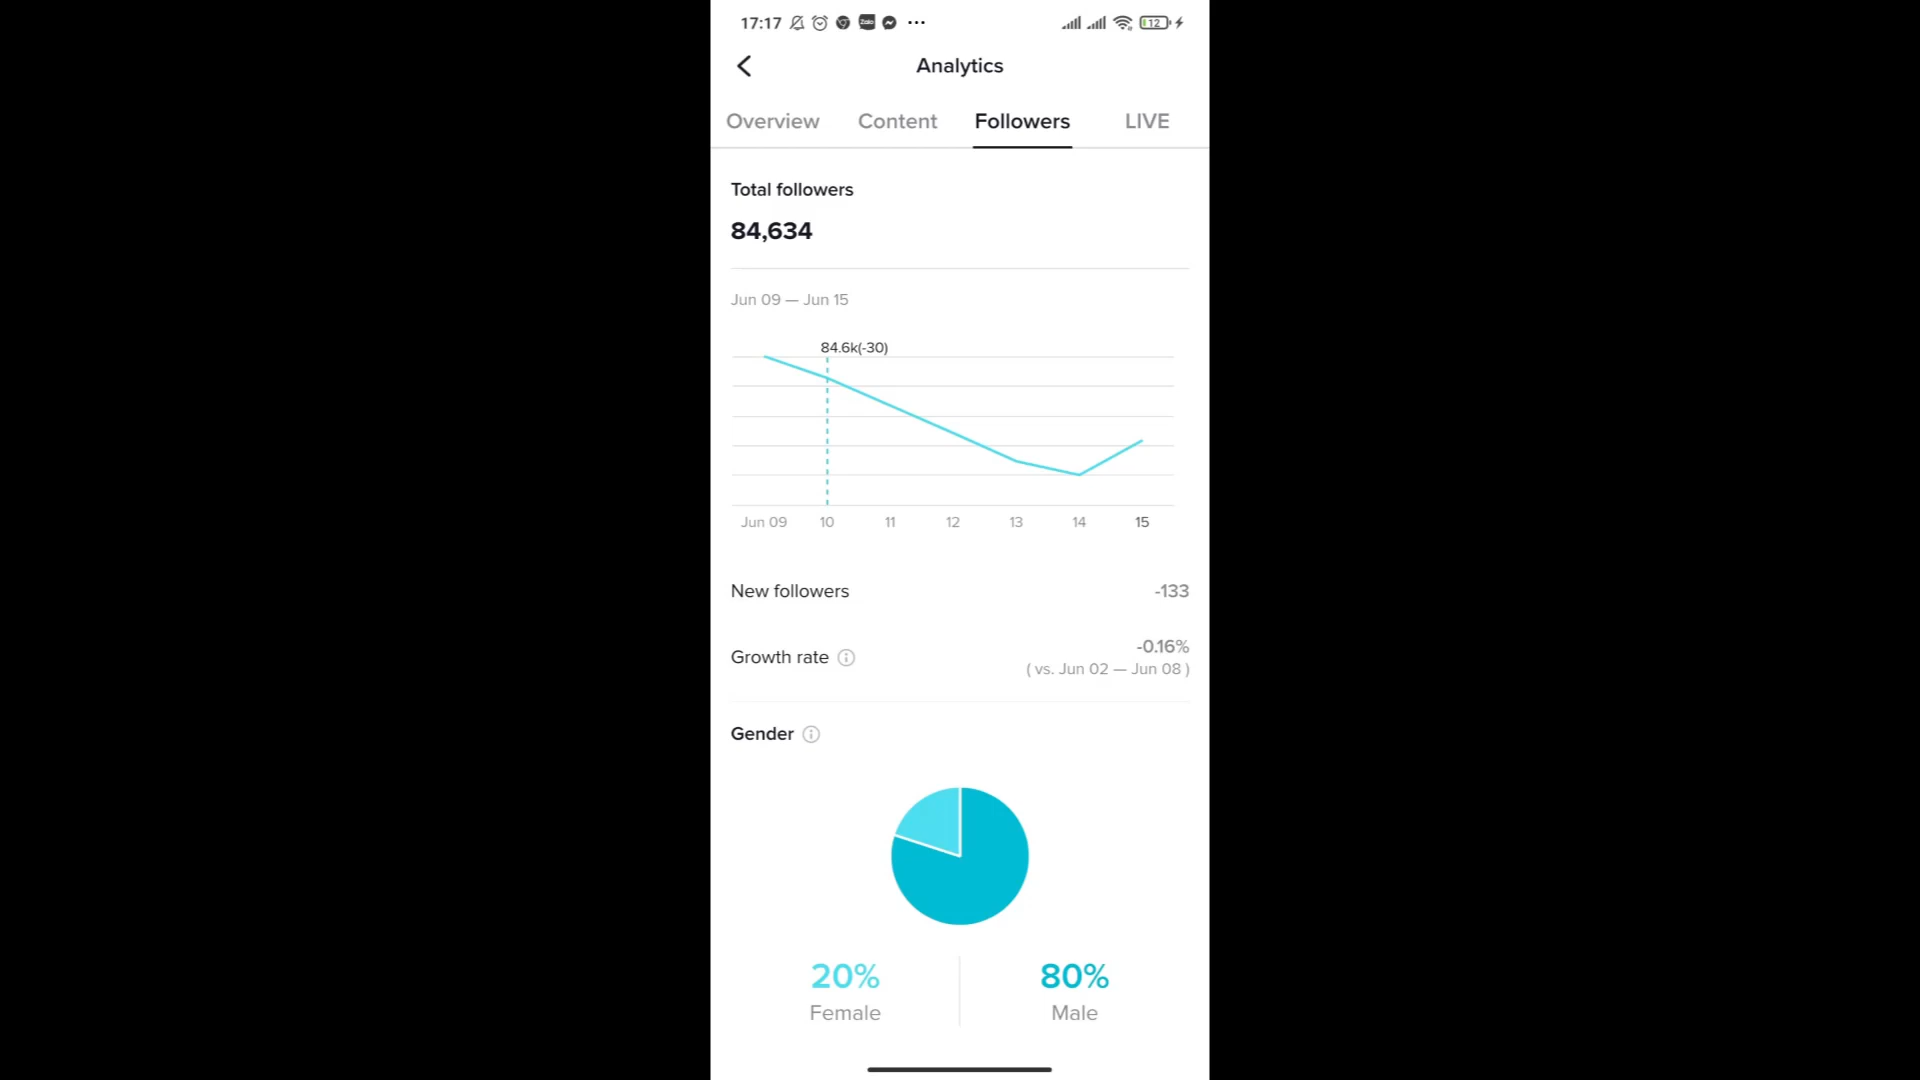 17:17 Zalo ... 12
Analytics
Overview Content Followers LIVE
Total followers
84,634
Jun 09 — Jun 15
84.6k(-30)
Jun 09 10 11 12 13 14 15
New followers -133
Growth rate -0.16%
( vs. Jun 02 — Jun 08 )
Gender
20% 80%
Female Male